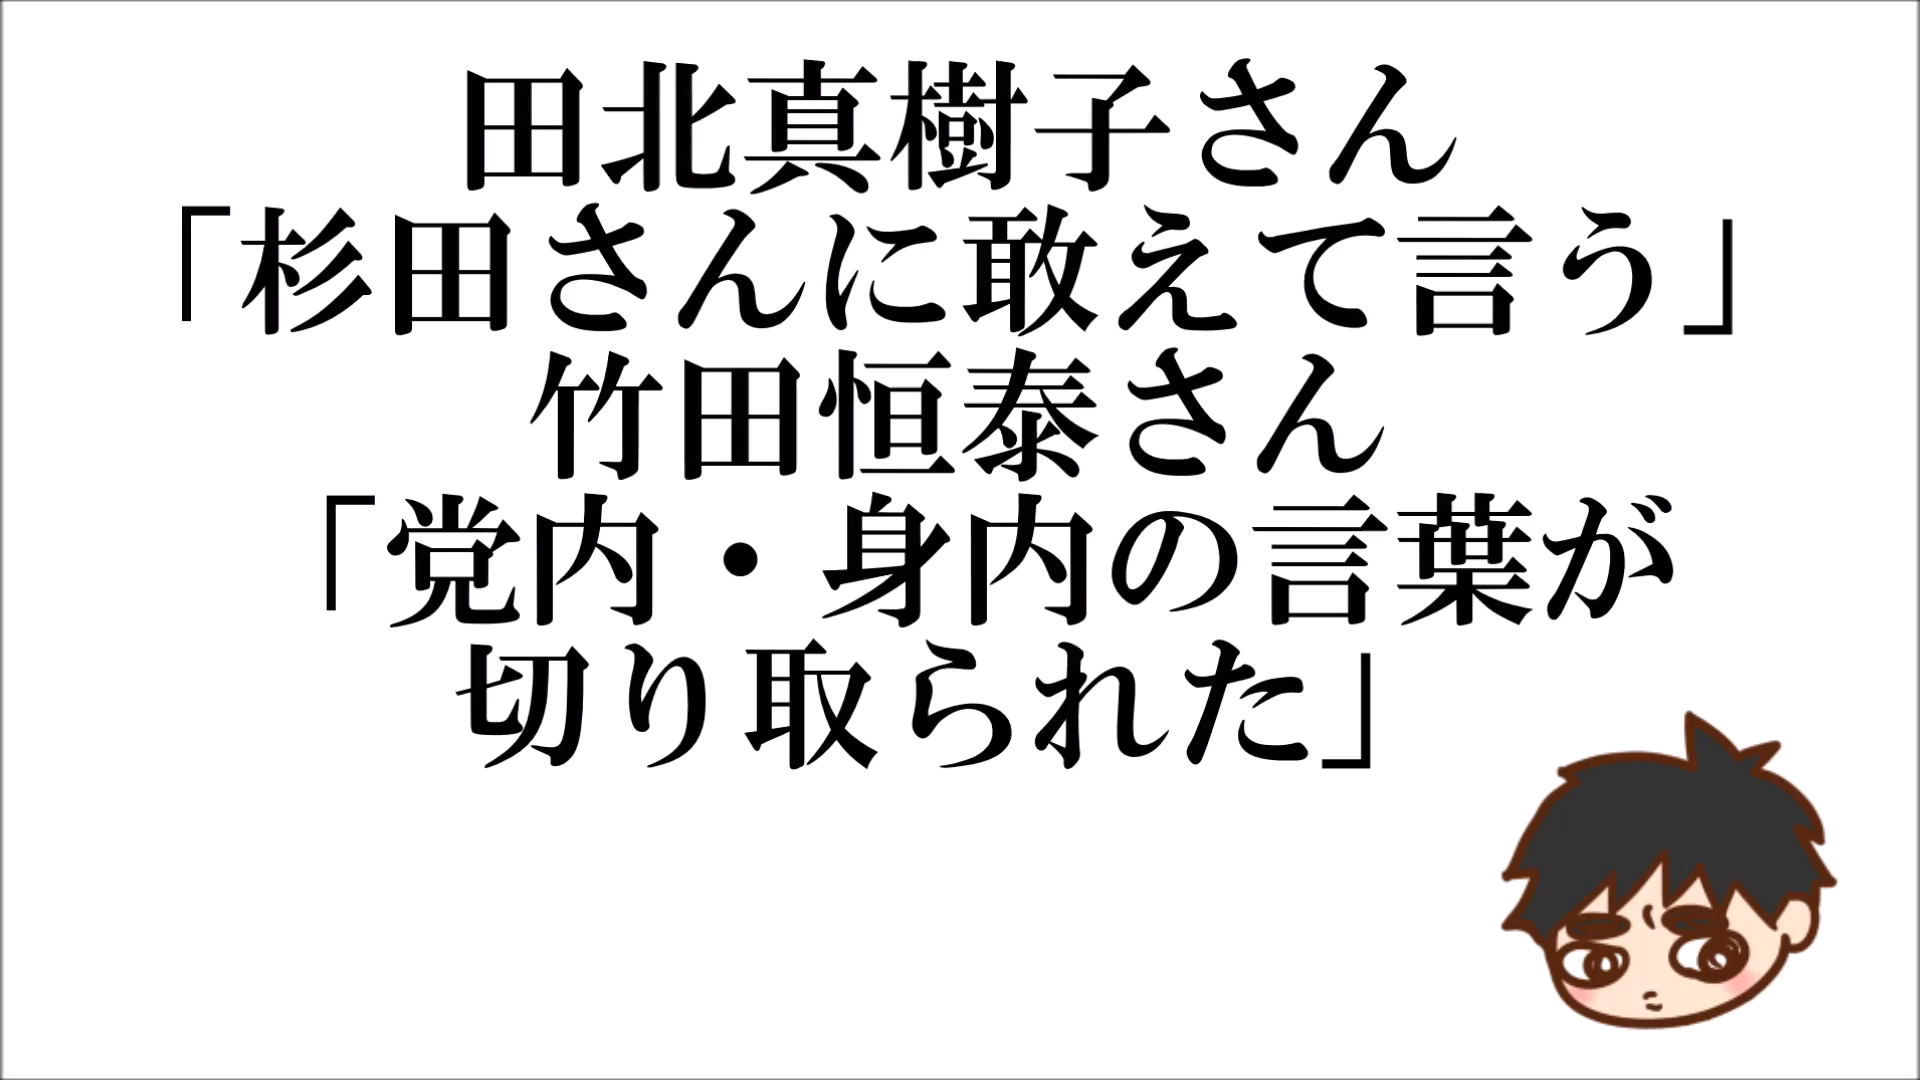 田北真樹子さん
「杉田さんに敢えて言う」
竹田恒泰さん
「党内・身内の言葉が
切り取られた」